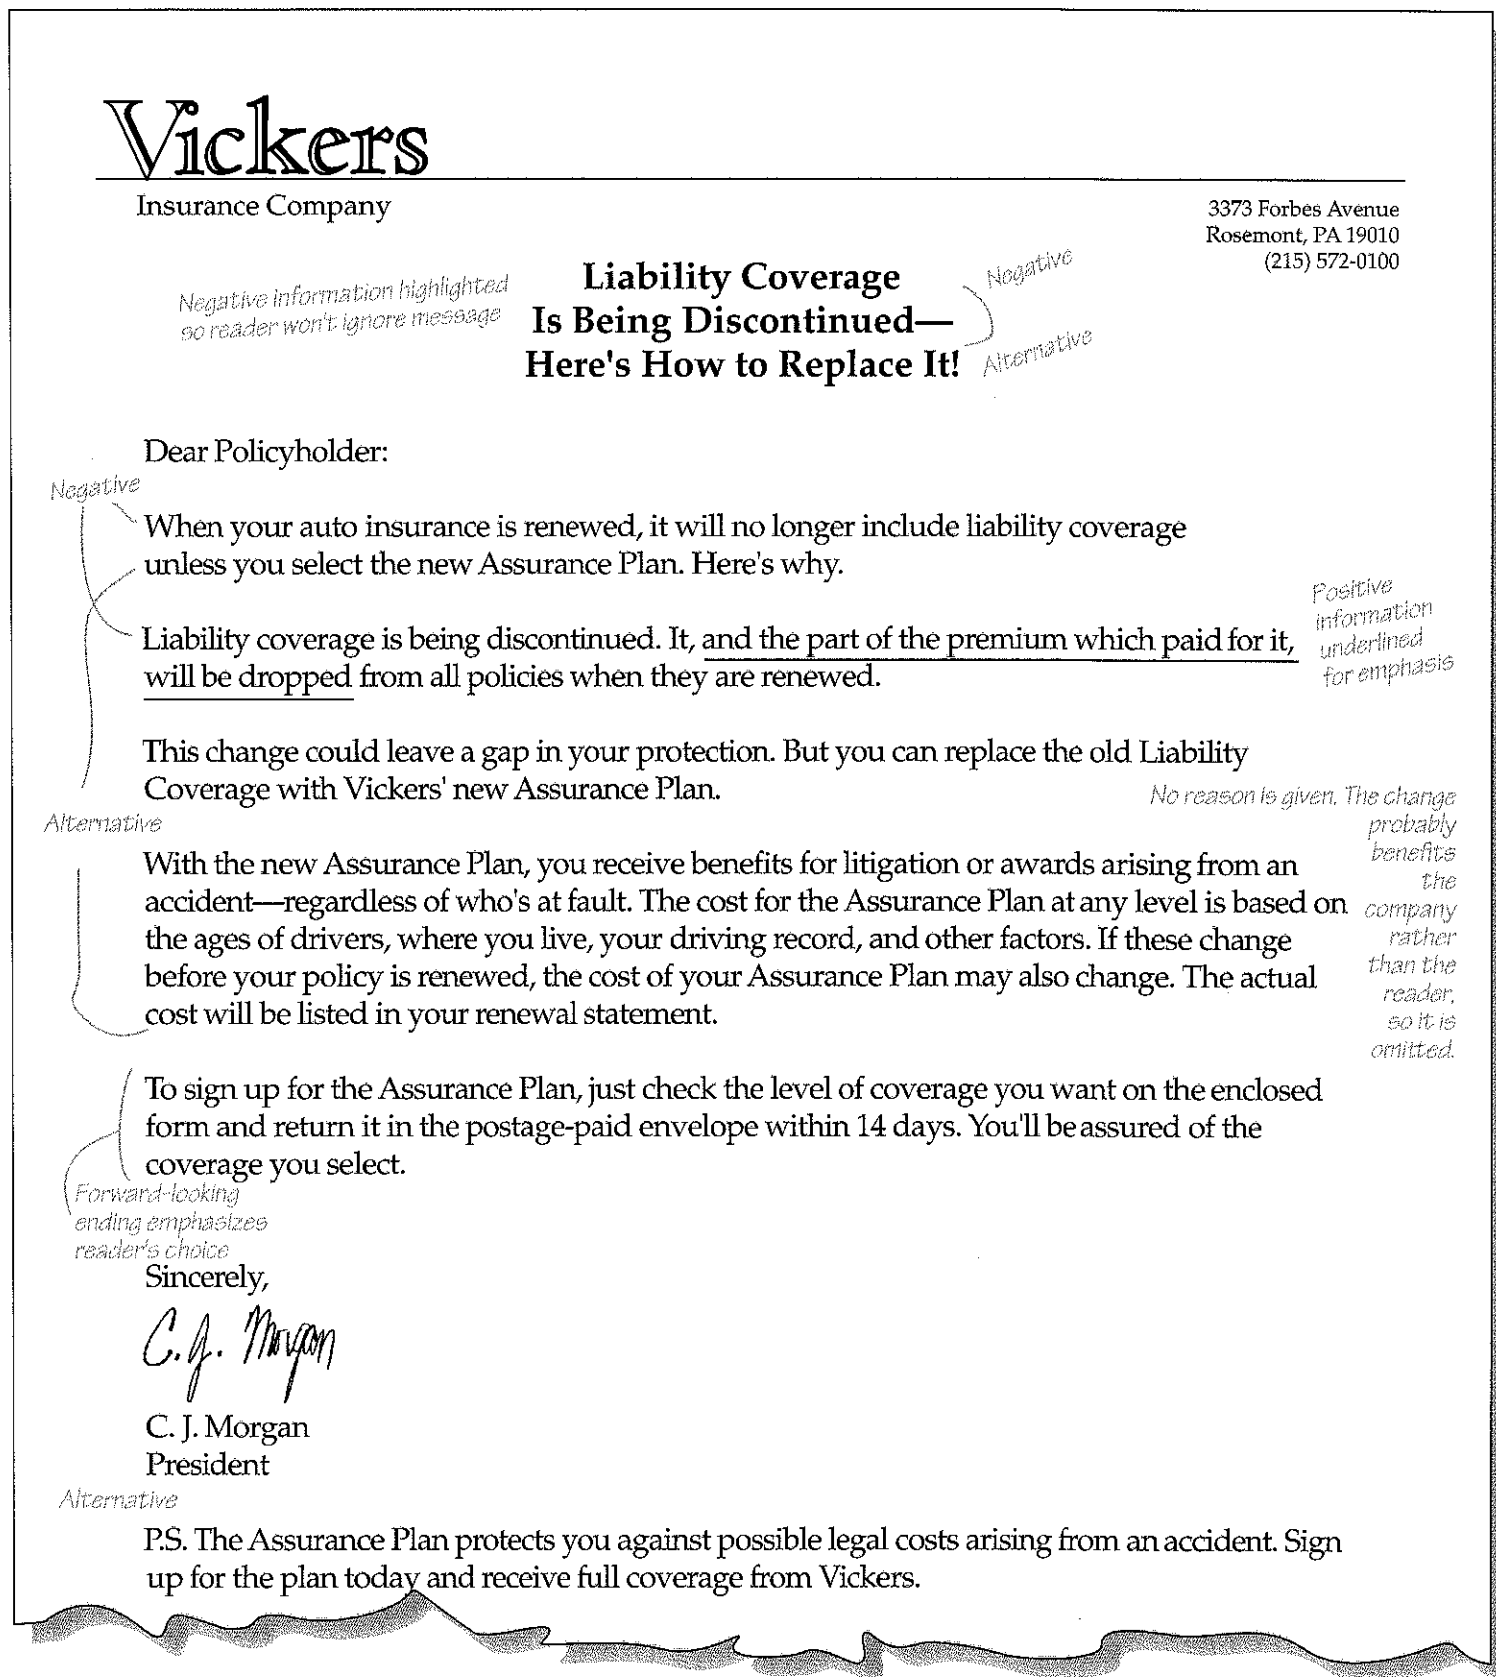 Vickers
Insurance Company
3373 Forbes Avenue
Rosemont, PA 19010
(215) 572-0100
Negative information highlighted
so reader won't ignore message
Liability Coverage
Is Being Discontinued—
Here's How to Replace It!
Negative
Alternative
Dear Policyholder:
Negative
When your auto insurance is renewed, it will no longer include liability coverage
unless you select the new Assurance Plan. Here's why.
Liability coverage is being discontinued. It, and the part of the premium which paid for it,
will be dropped from all policies when they are renewed.
Positive
information
underlined
for emphasis
This change could leave a gap in your protection. But you can replace the old Liability
Coverage with Vickers' new Assurance Plan.
Alternative
No reason is given. The change
probably
benefits
the
company
rather
than the
reader,
so it is
omitted.
With the new Assurance Plan, you receive benefits for litigation or awards arising from an
accident—regardless of who's at fault. The cost for the Assurance Plan at any level is based on
the ages of drivers, where you live, your driving record, and other factors. If these change
before your policy is renewed, the cost of your Assurance Plan may also change. The actual
cost will be listed in your renewal statement.
To sign up for the Assurance Plan, just check the level of coverage you want on the enclosed
form and return it in the postage-paid envelope within 14 days. You'll be assured of the
coverage you select.
Forward-looking
ending emphasizes
reader's choice
Sincerely,
C. J. Morgan
C. J. Morgan
President
Alternative
P.S. The Assurance Plan protects you against possible legal costs arising from an accident. Sign
up for the plan today and receive full coverage from Vickers.